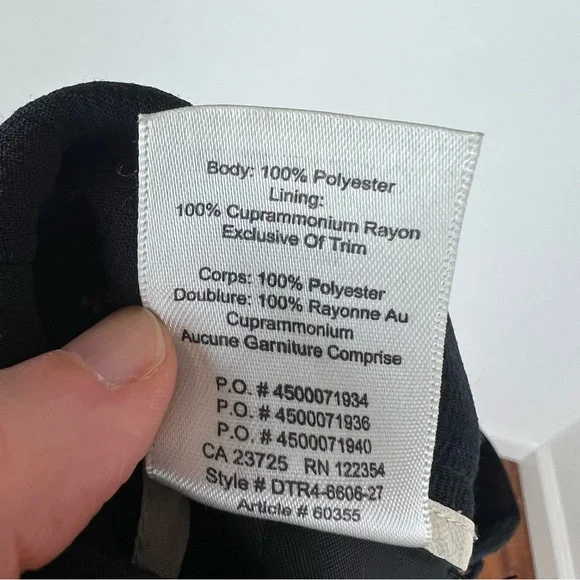 Body: 100% Polyester
Lining:
100% Cuprammonium Rayon
Exclusive Of Trim
Corps: 100% Polyester
Doublure: 100% Rayonne Au
Cuprammonium
Aucune Garniture Comprise
P.O. # 4500071934
P.O. # 4500071936
P.O. # 4500071940
CA 23725 RN 122354
Style # DTR4-6606-27
Article # 60355